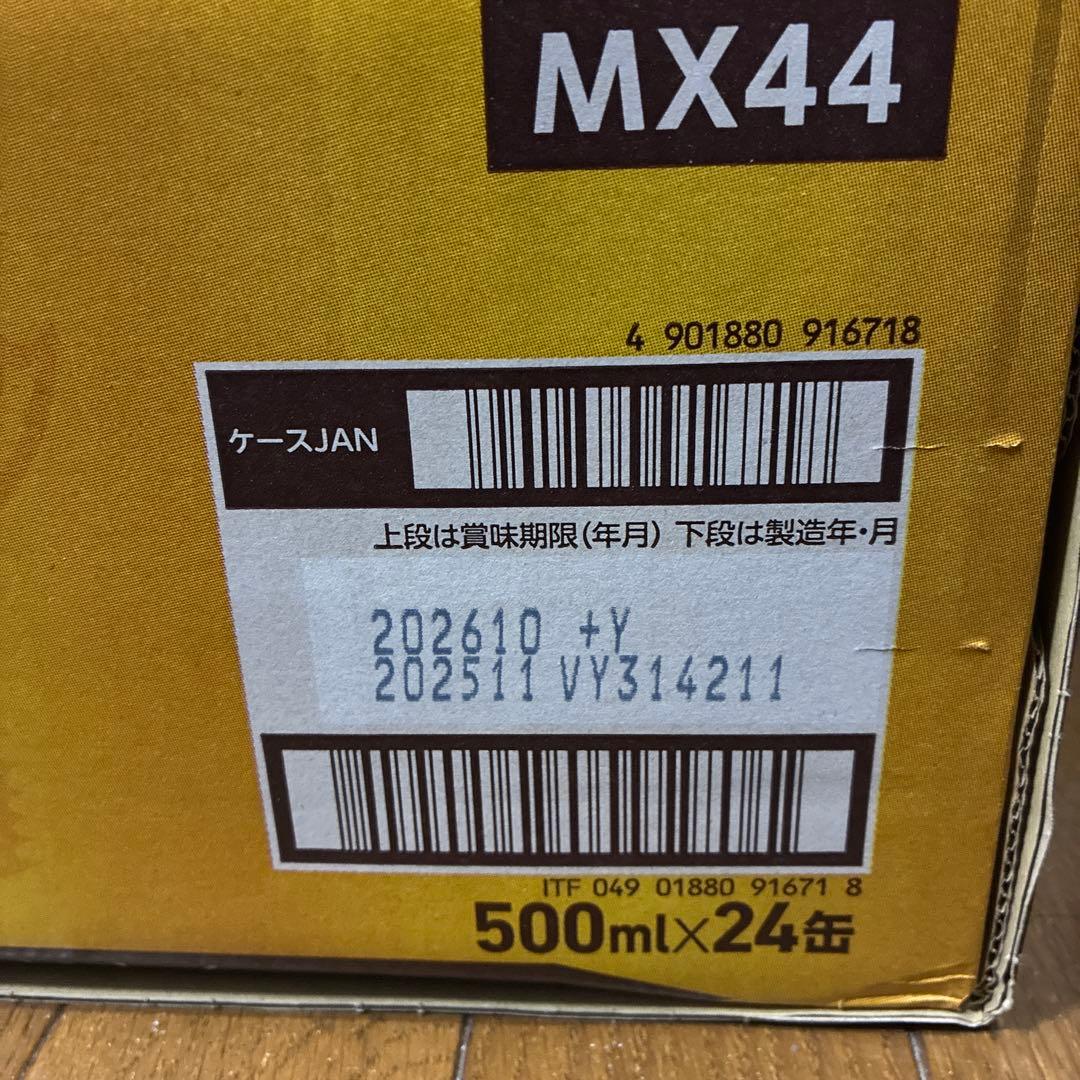 MX44
4 901880 916718
ケースJAN
上段は賞味期限(年月) 下段は製造年・月
202610 +Y
202511 VY314211
ITF 049 01880 91671 8
500ml×24缶